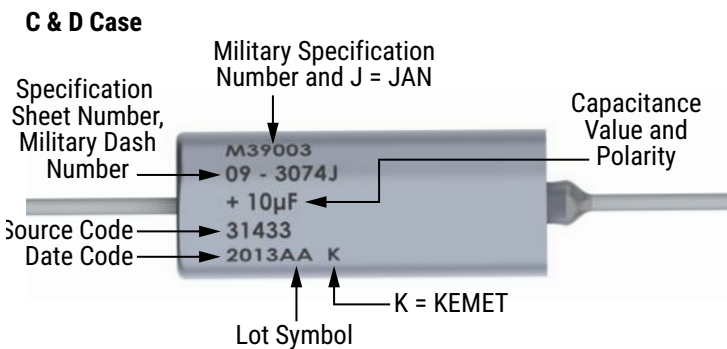 C & D Case
Military Specification
Number and J = JAN
Specification
Sheet Number,
Military Dash
Number
Capacitance
Value and
Polarity
M39003
09 - 3074J
+ 10µF
31433
2013AA K
Source Code
Date Code
K = KEMET
Lot Symbol